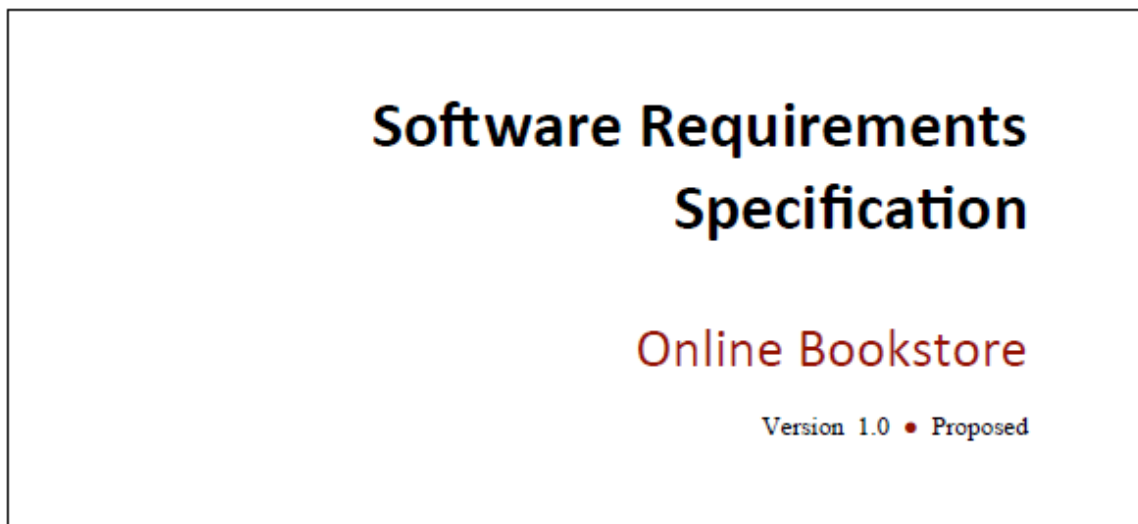 Software Requirements
Specification
Online Bookstore
Version 1.0 • Proposed